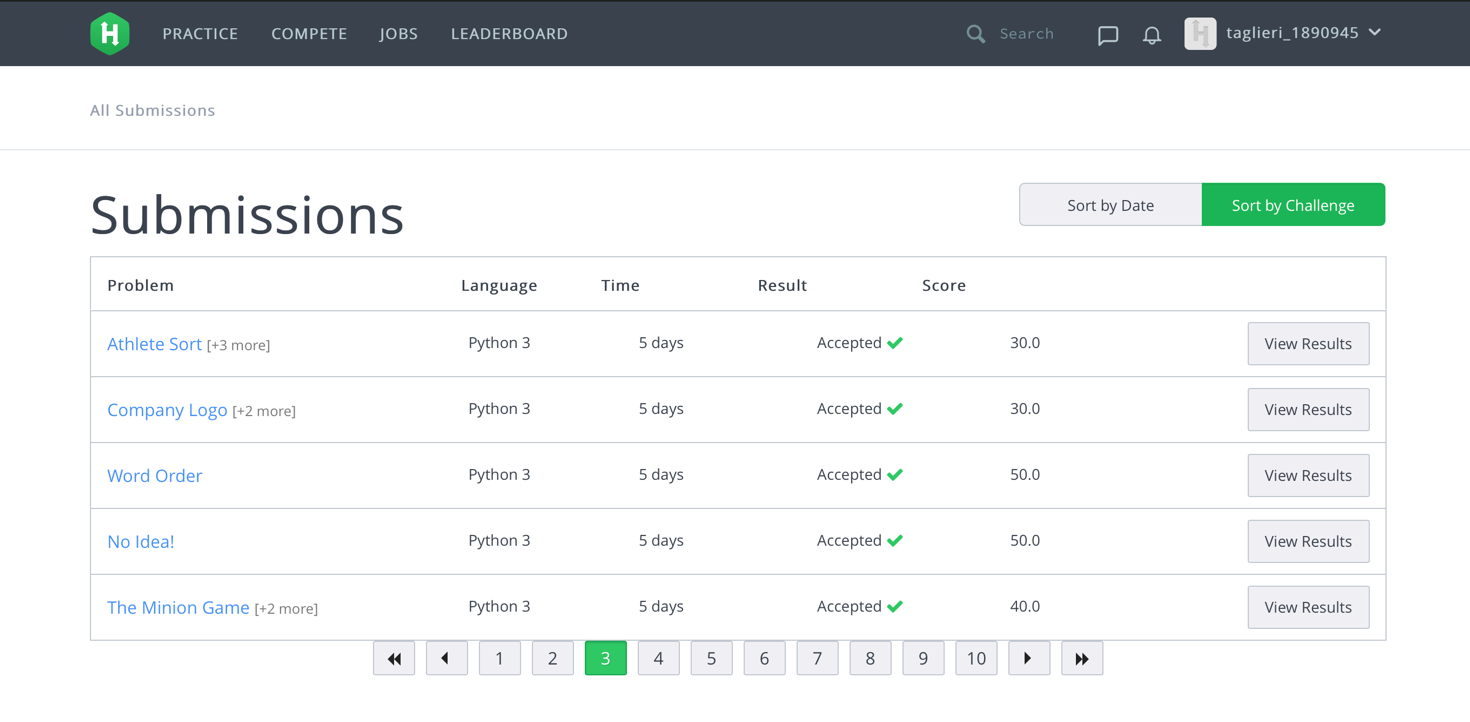 H PRACTICE COMPETE JOBS LEADERBOARD Search H taglieri_1890945
All Submissions
Submissions
Sort by Date Sort by Challenge
Problem Language Time Result Score
Athlete Sort [+3 more] Python 3 5 days Accepted 30.0 View Results
Company Logo [+2 more] Python 3 5 days Accepted 30.0 View Results
Word Order Python 3 5 days Accepted 50.0 View Results
No Idea! Python 3 5 days Accepted 50.0 View Results
The Minion Game [+2 more] Python 3 5 days Accepted 40.0 View Results
1 2 3 4 5 6 7 8 9 10